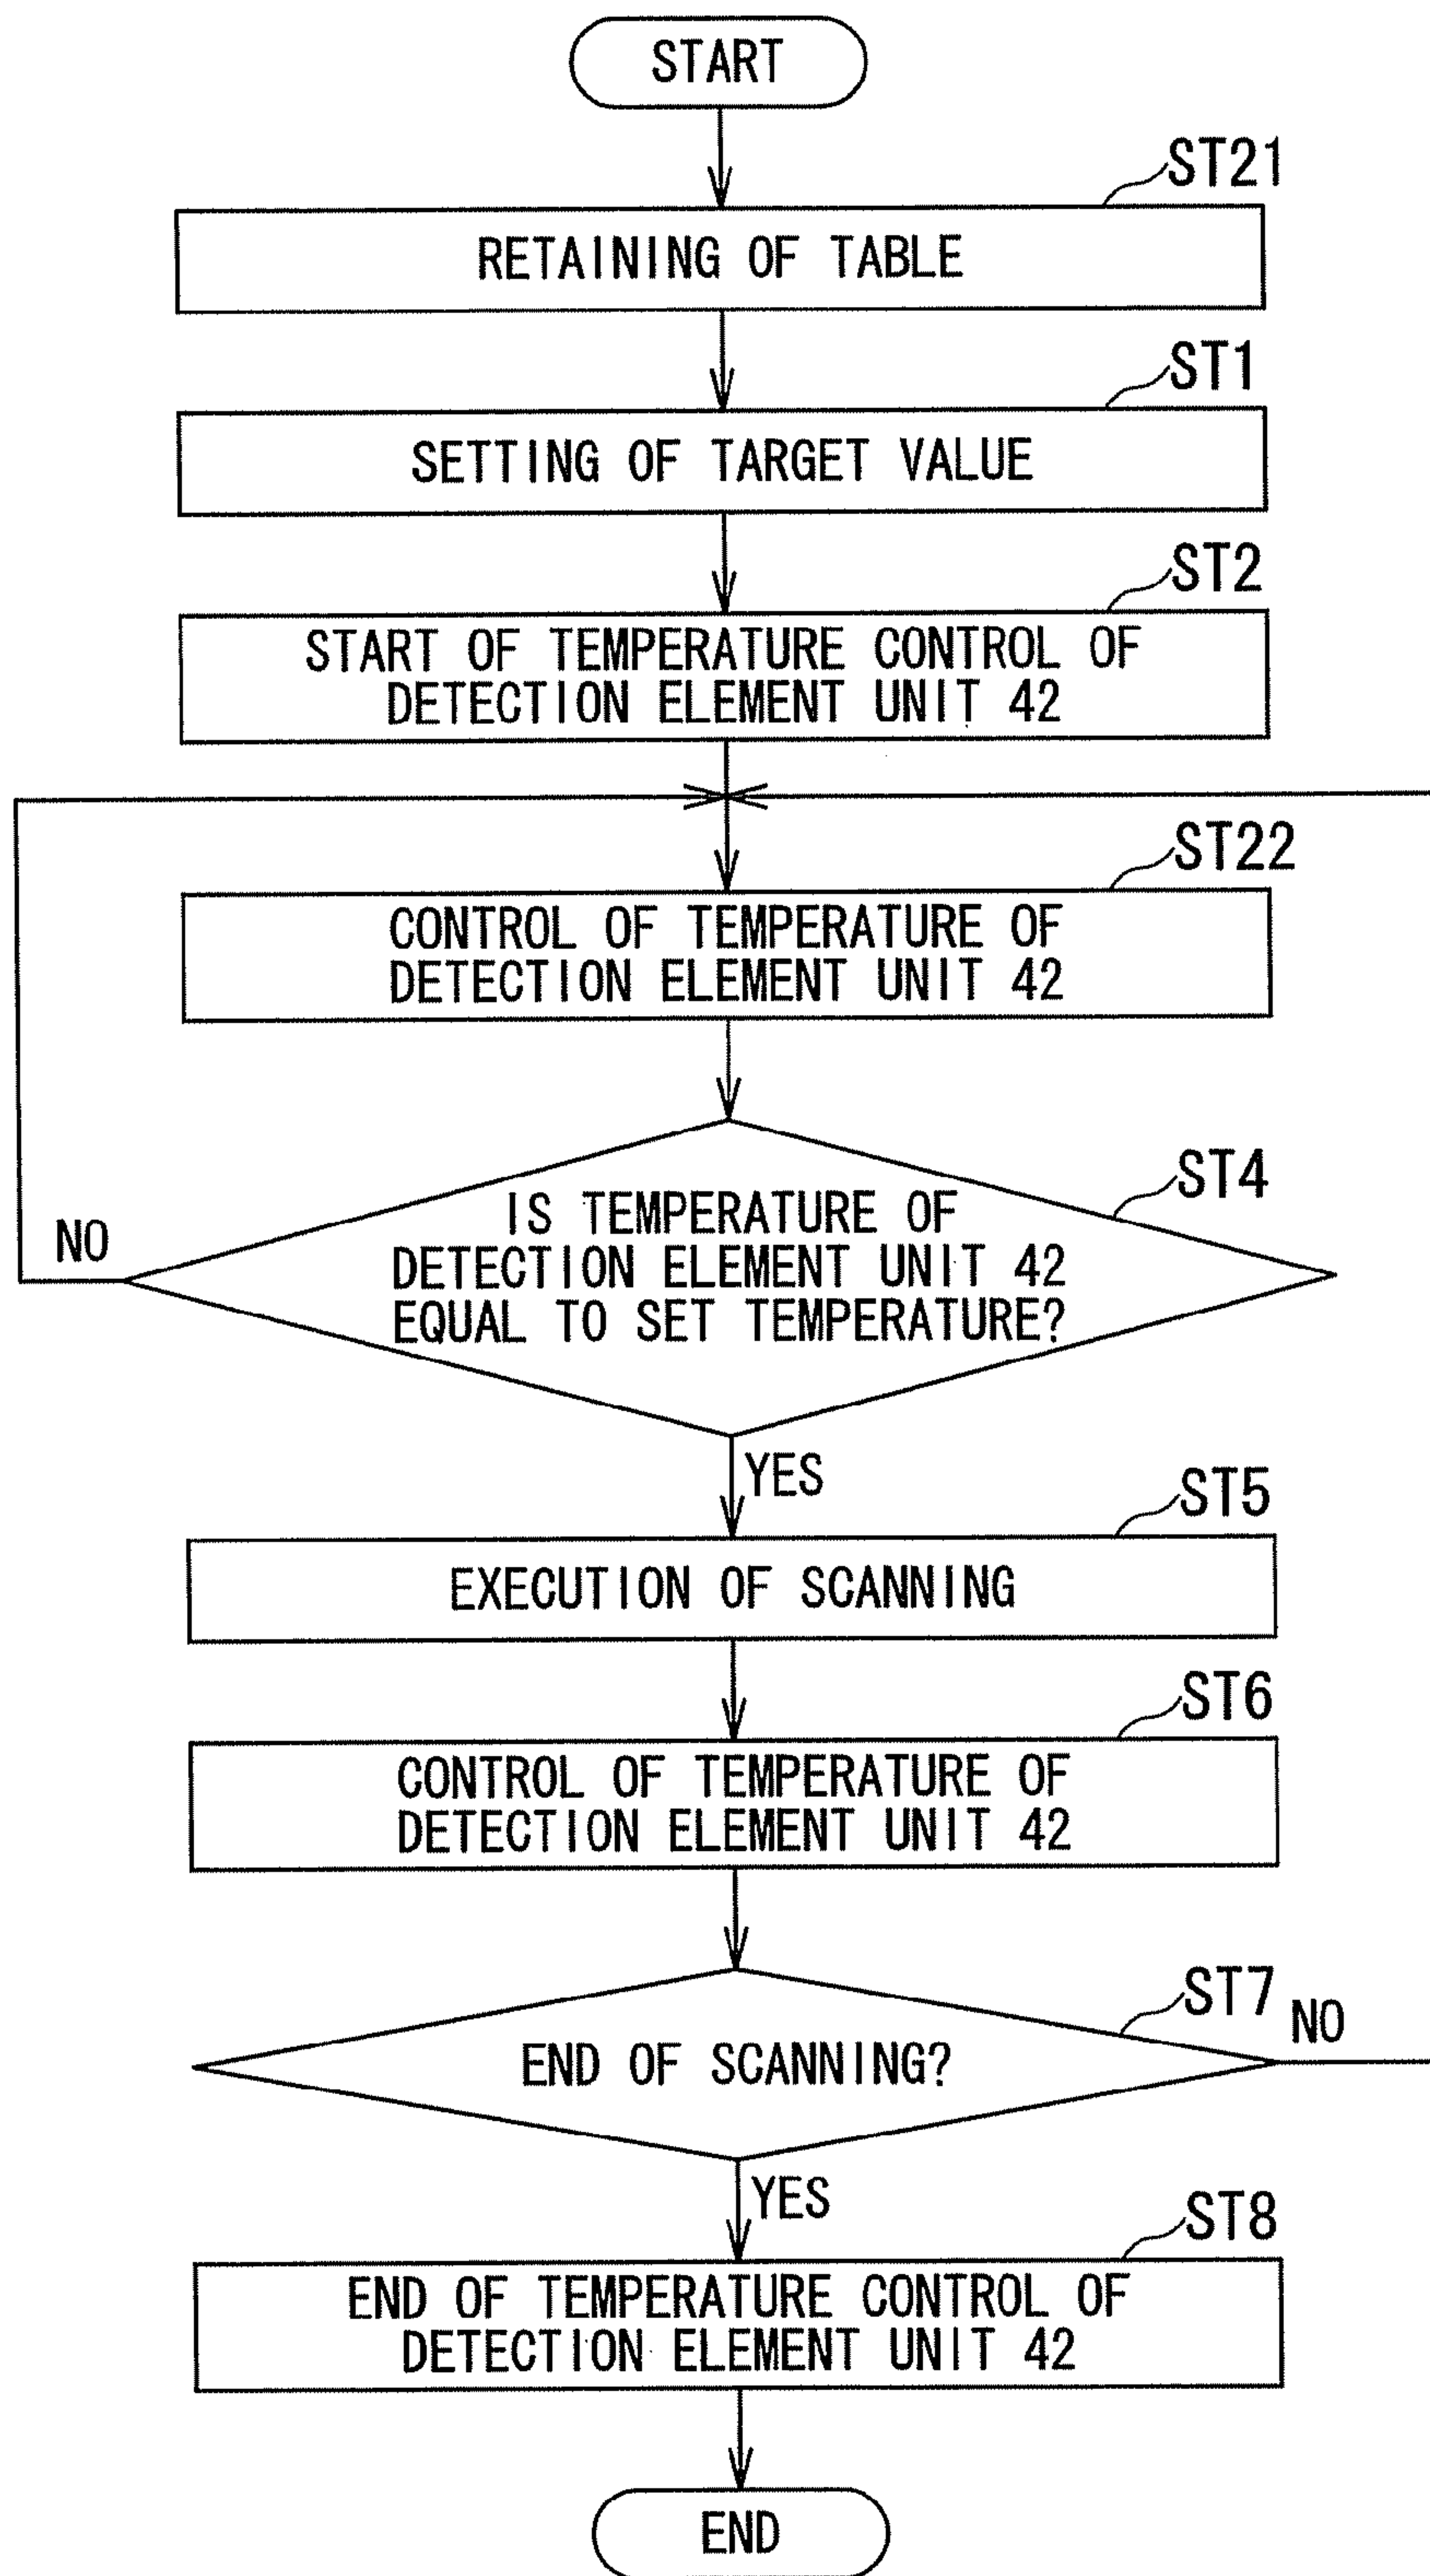 START
ST21
RETAINING OF TABLE
ST1
SETTING OF TARGET VALUE
ST2
START OF TEMPERATURE CONTROL OF
DETECTION ELEMENT UNIT 42
ST22
CONTROL OF TEMPERATURE OF
DETECTION ELEMENT UNIT 42
ST4
IS TEMPERATURE OF
DETECTION ELEMENT UNIT 42
EQUAL TO SET TEMPERATURE?
NO
YES
ST5
EXECUTION OF SCANNING
ST6
CONTROL OF TEMPERATURE OF
DETECTION ELEMENT UNIT 42
ST7
NO
END OF SCANNING?
YES
ST8
END OF TEMPERATURE CONTROL OF
DETECTION ELEMENT UNIT 42
END